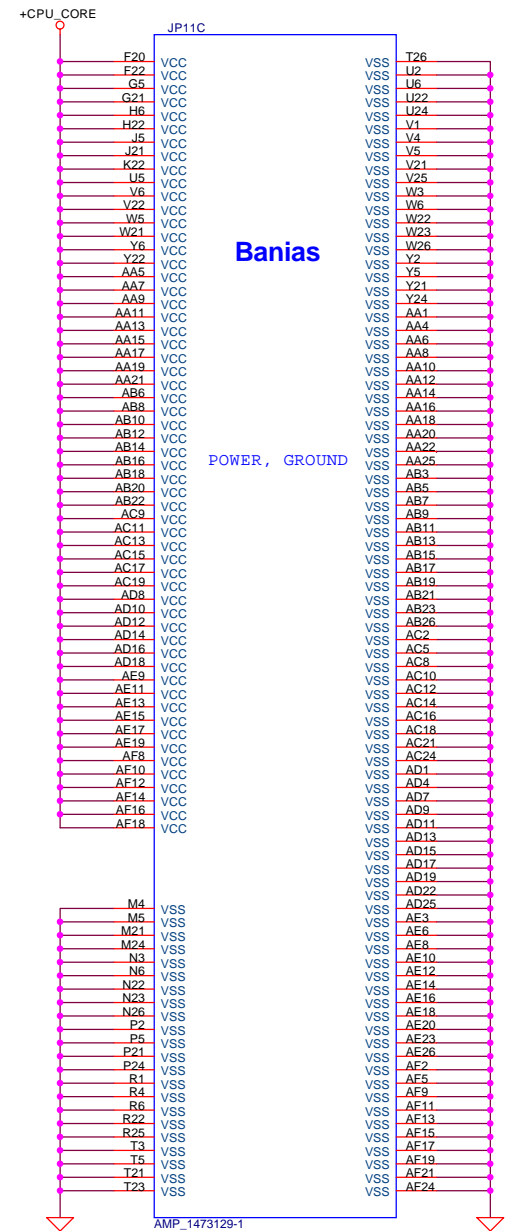 +CPU_CORE
JP11C
F20 VCC VSS T26
F22 VCC VSS U2
G5 VCC VSS U6
G21 VCC VSS U22
H6 VCC VSS U24
H22 VCC VSS V1
J5 VCC VSS V4
J21 VCC VSS V5
K22 VCC VSS V21
U5 VCC VSS V25
V6 VCC VSS W3
V22 VCC VSS W6
W5 VCC VSS W22
W21 VCC VSS W23
Y6 VCC Banias VSS W26
Y22 VCC VSS Y2
AA5 VCC VSS Y5
AA7 VCC VSS Y21
AA9 VCC VSS Y24
AA11 VCC VSS AA1
AA13 VCC VSS AA4
AA15 VCC VSS AA6
AA17 VCC VSS AA8
AA19 VCC VSS AA10
AA21 VCC VSS AA12
AB6 VCC VSS AA14
AB8 VCC VSS AA16
AB10 VCC VSS AA18
AB12 VCC VSS AA20
AB14 VCC VSS AA22
AB16 VCC POWER, GROUND VSS AA25
AB18 VCC VSS AB3
AB20 VCC VSS AB5
AB22 VCC VSS AB7
AC9 VCC VSS AB9
AC11 VCC VSS AB11
AC13 VCC VSS AB13
AC15 VCC VSS AB15
AC17 VCC VSS AB17
AC19 VCC VSS AB19
AD8 VCC VSS AB21
AD10 VCC VSS AB23
AD12 VCC VSS AB26
AD14 VCC VSS AC2
AD16 VCC VSS AC5
AD18 VCC VSS AC8
AE9 VCC VSS AC10
AE11 VCC VSS AC12
AE13 VCC VSS AC14
AE15 VCC VSS AC16
AE17 VCC VSS AC18
AE19 VCC VSS AC21
AF8 VCC VSS AC24
AF10 VCC VSS AD1
AF12 VCC VSS AD4
AF14 VCC VSS AD7
AF16 VCC VSS AD9
AF18 VCC VSS AD11
VSS AD13
VSS AD15
VSS AD17
VSS AD19
VSS AD22
M4 VSS VSS AD25
M5 VSS VSS AE3
M21 VSS VSS AE6
M24 VSS VSS AE8
N3 VSS VSS AE10
N6 VSS VSS AE12
N22 VSS VSS AE14
N23 VSS VSS AE16
N26 VSS VSS AE18
P2 VSS VSS AE20
P5 VSS VSS AE23
P21 VSS VSS AE26
P24 VSS VSS AF2
R1 VSS VSS AF5
R4 VSS VSS AF9
R6 VSS VSS AF11
R22 VSS VSS AF13
R25 VSS VSS AF15
T3 VSS VSS AF17
T5 VSS VSS AF19
T21 VSS VSS AF21
T23 VSS VSS AF24
AMP_1473129-1